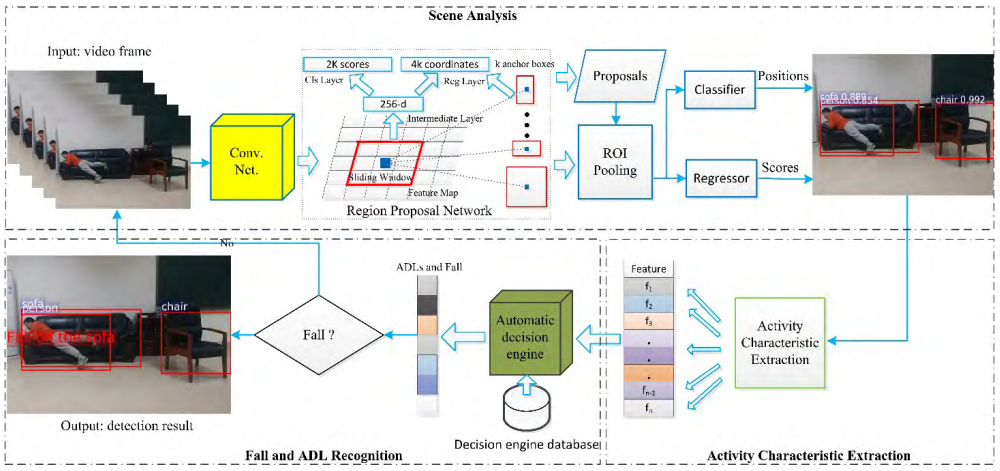 Scene Analysis
Input: video frame
2K scores
4k coordinates
k anchor boxes
Cls Layer
Reg Layer
256-d
Intermediate Layer
Conv.
Net.
Sliding Window
Feature Map
Region Proposal Network
Proposals
ROI
Pooling
Classifier
Regressor
Positions
Scores
sofa 0.889
person 0.854
chair 0.992
No
sofa
person
chair
Fall on the sofa
Output: detection result
Fall ?
ADLs and Fall
Automatic
decision
engine
Decision engine database
Fall and ADL Recognition
Feature
f1
f2
f3
.
.
.
fn-1
fn
Activity
Characteristic
Extraction
Activity Characteristic Extraction